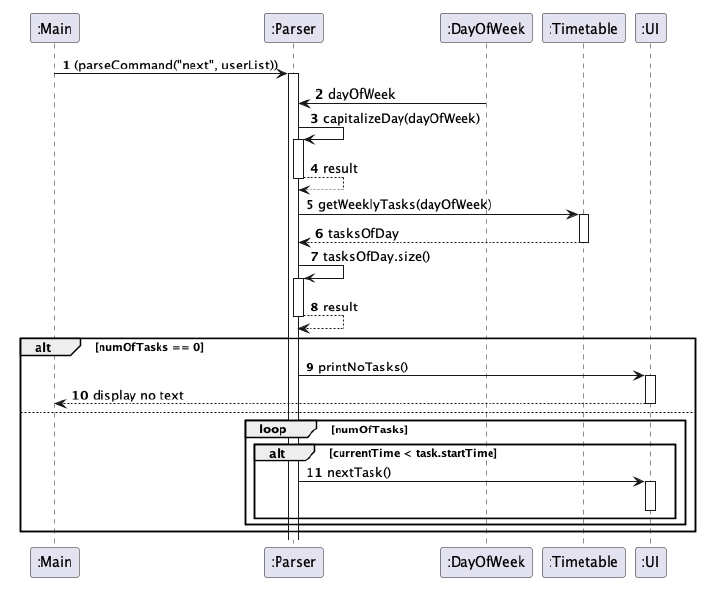 :Main :Parser :DayOfWeek :Timetable :UI
1 (parseCommand("next", userList))
2 dayOfWeek
3 capitalizeDay(dayOfWeek)
4 result
5 getWeeklyTasks(dayOfWeek)
6 tasksOfDay
7 tasksOfDay.size()
8 result
alt [numOfTasks == 0]
9 printNoTasks()
10 display no text
loop [numOfTasks]
alt [currentTime < task.startTime]
11 nextTask()
:Main :Parser :DayOfWeek :Timetable :UI